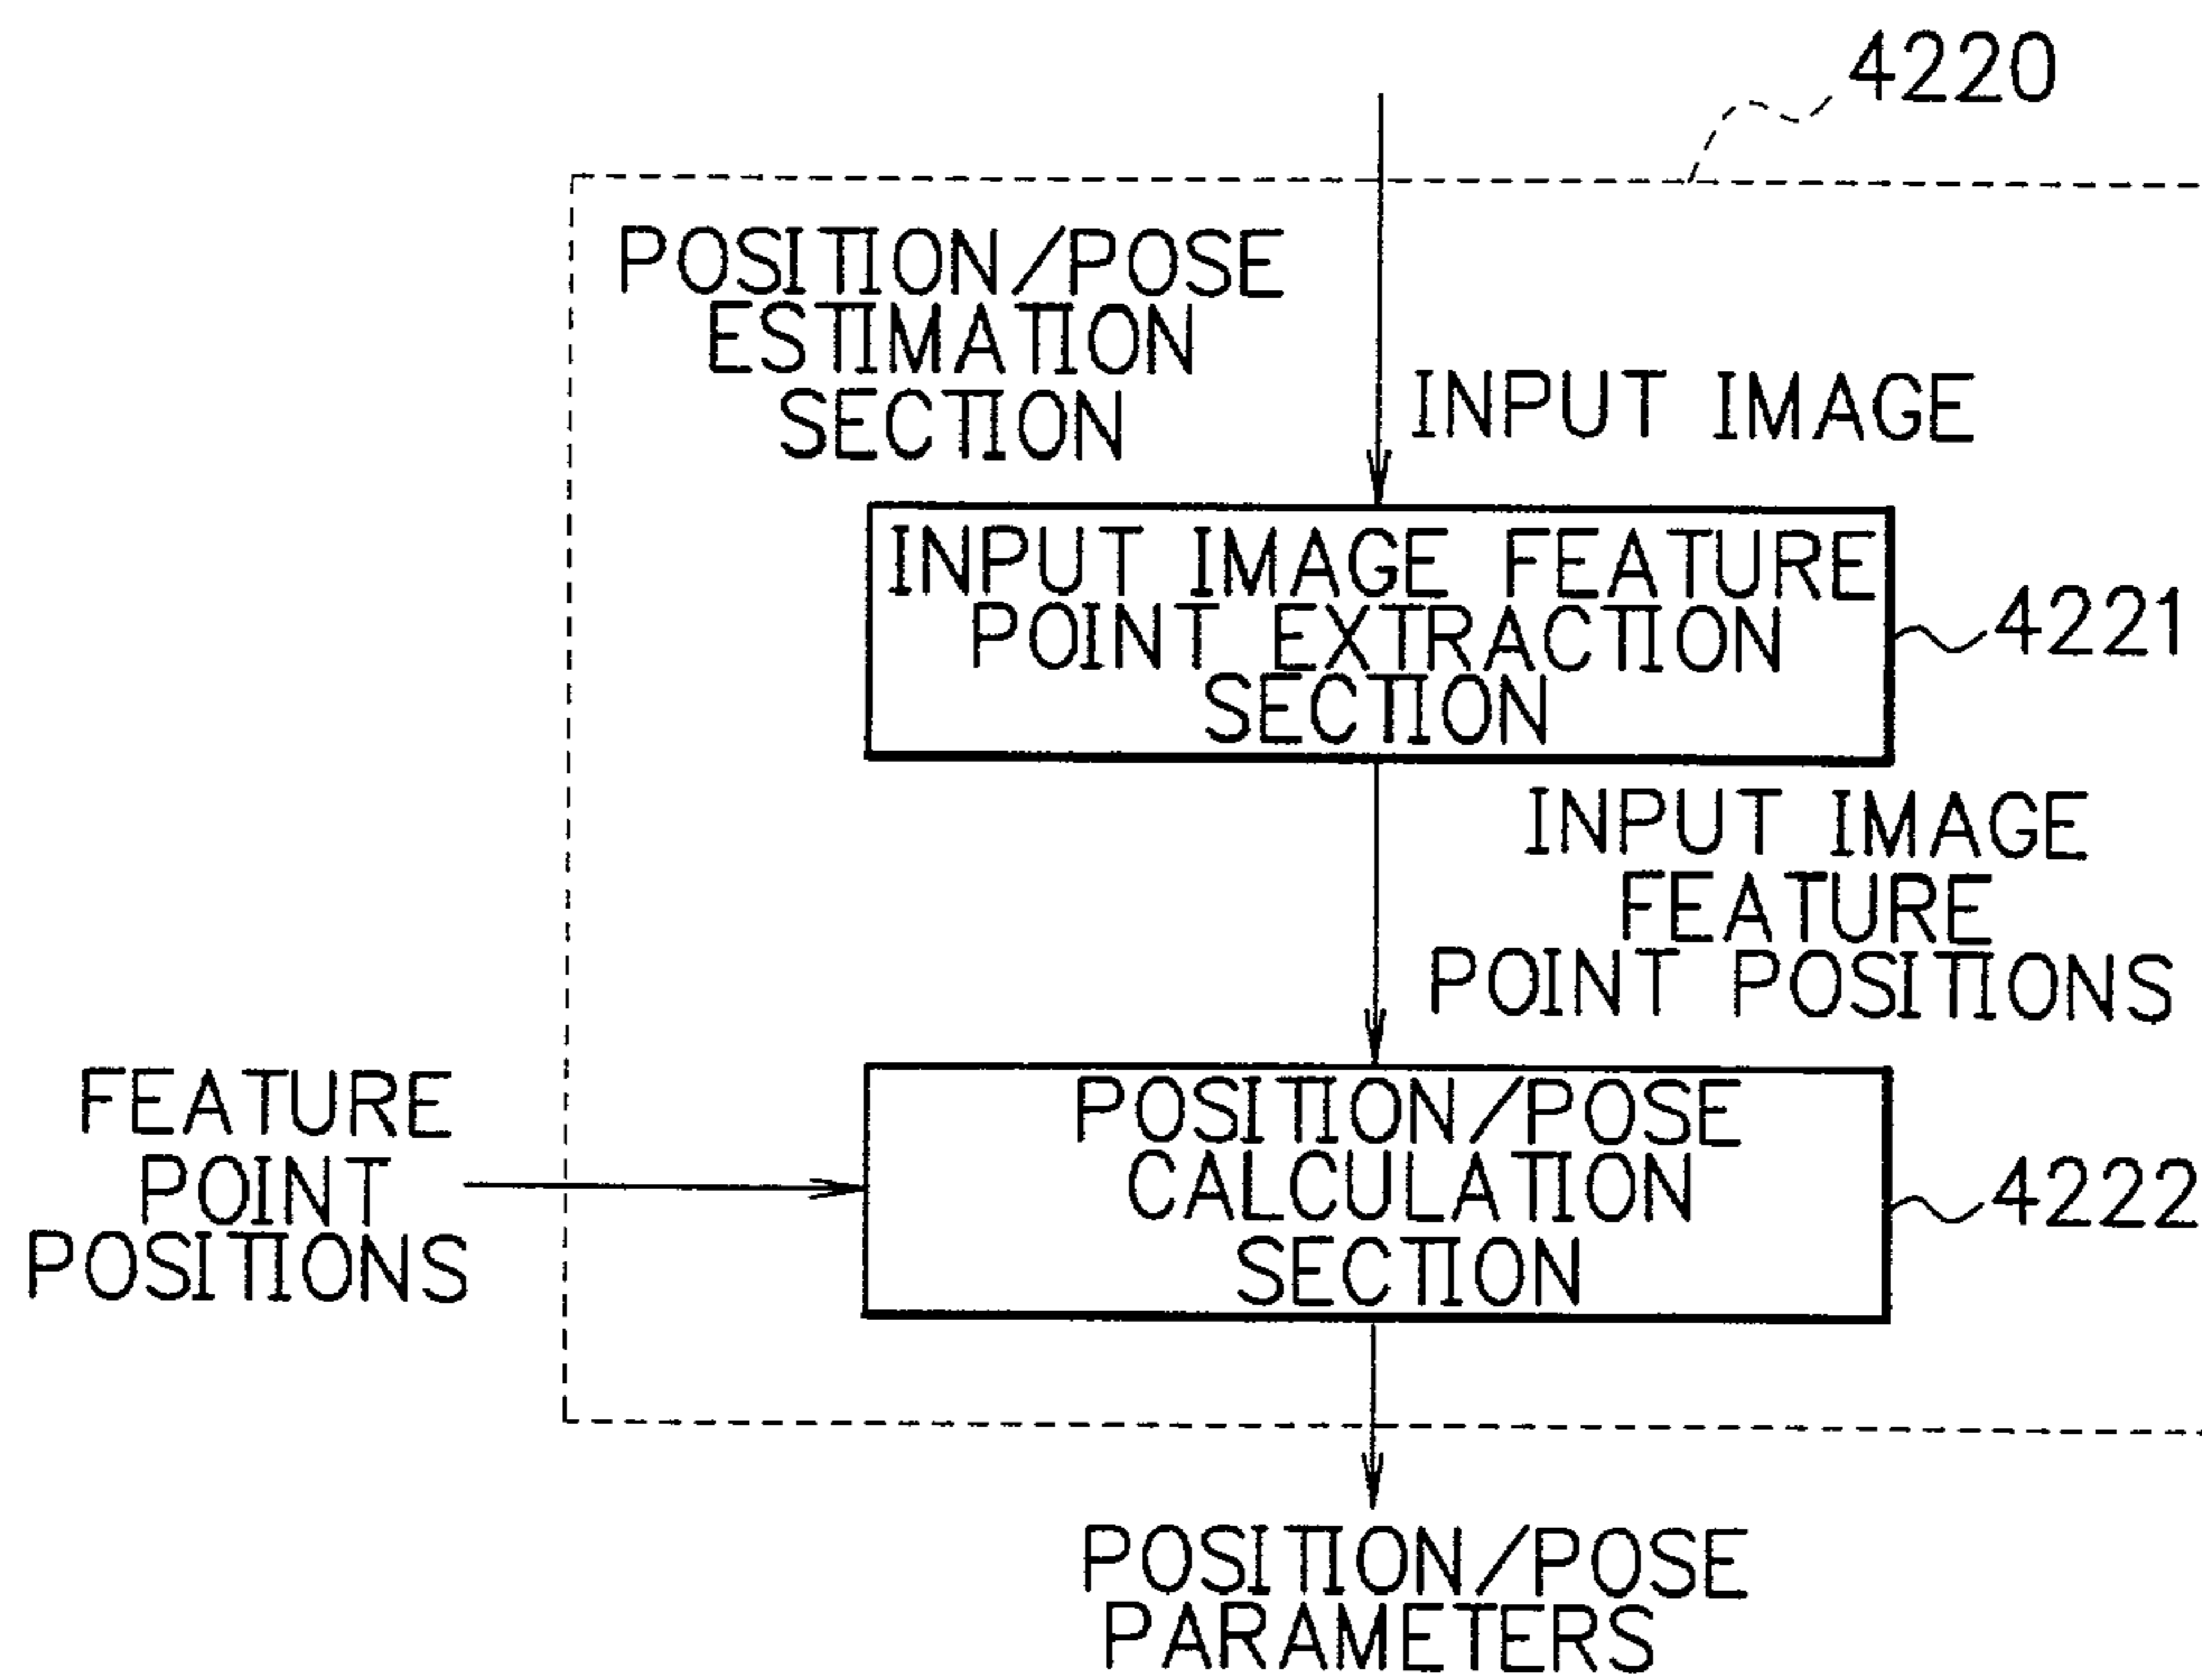 4220
POSITION/POSE
ESTIMATION
SECTION
INPUT IMAGE
INPUT IMAGE FEATURE
POINT EXTRACTION
SECTION
4221
INPUT IMAGE
FEATURE
POINT POSITIONS
FEATURE
POINT
POSITIONS
POSITION/POSE
CALCULATION
SECTION
4222
POSITION/POSE
PARAMETERS